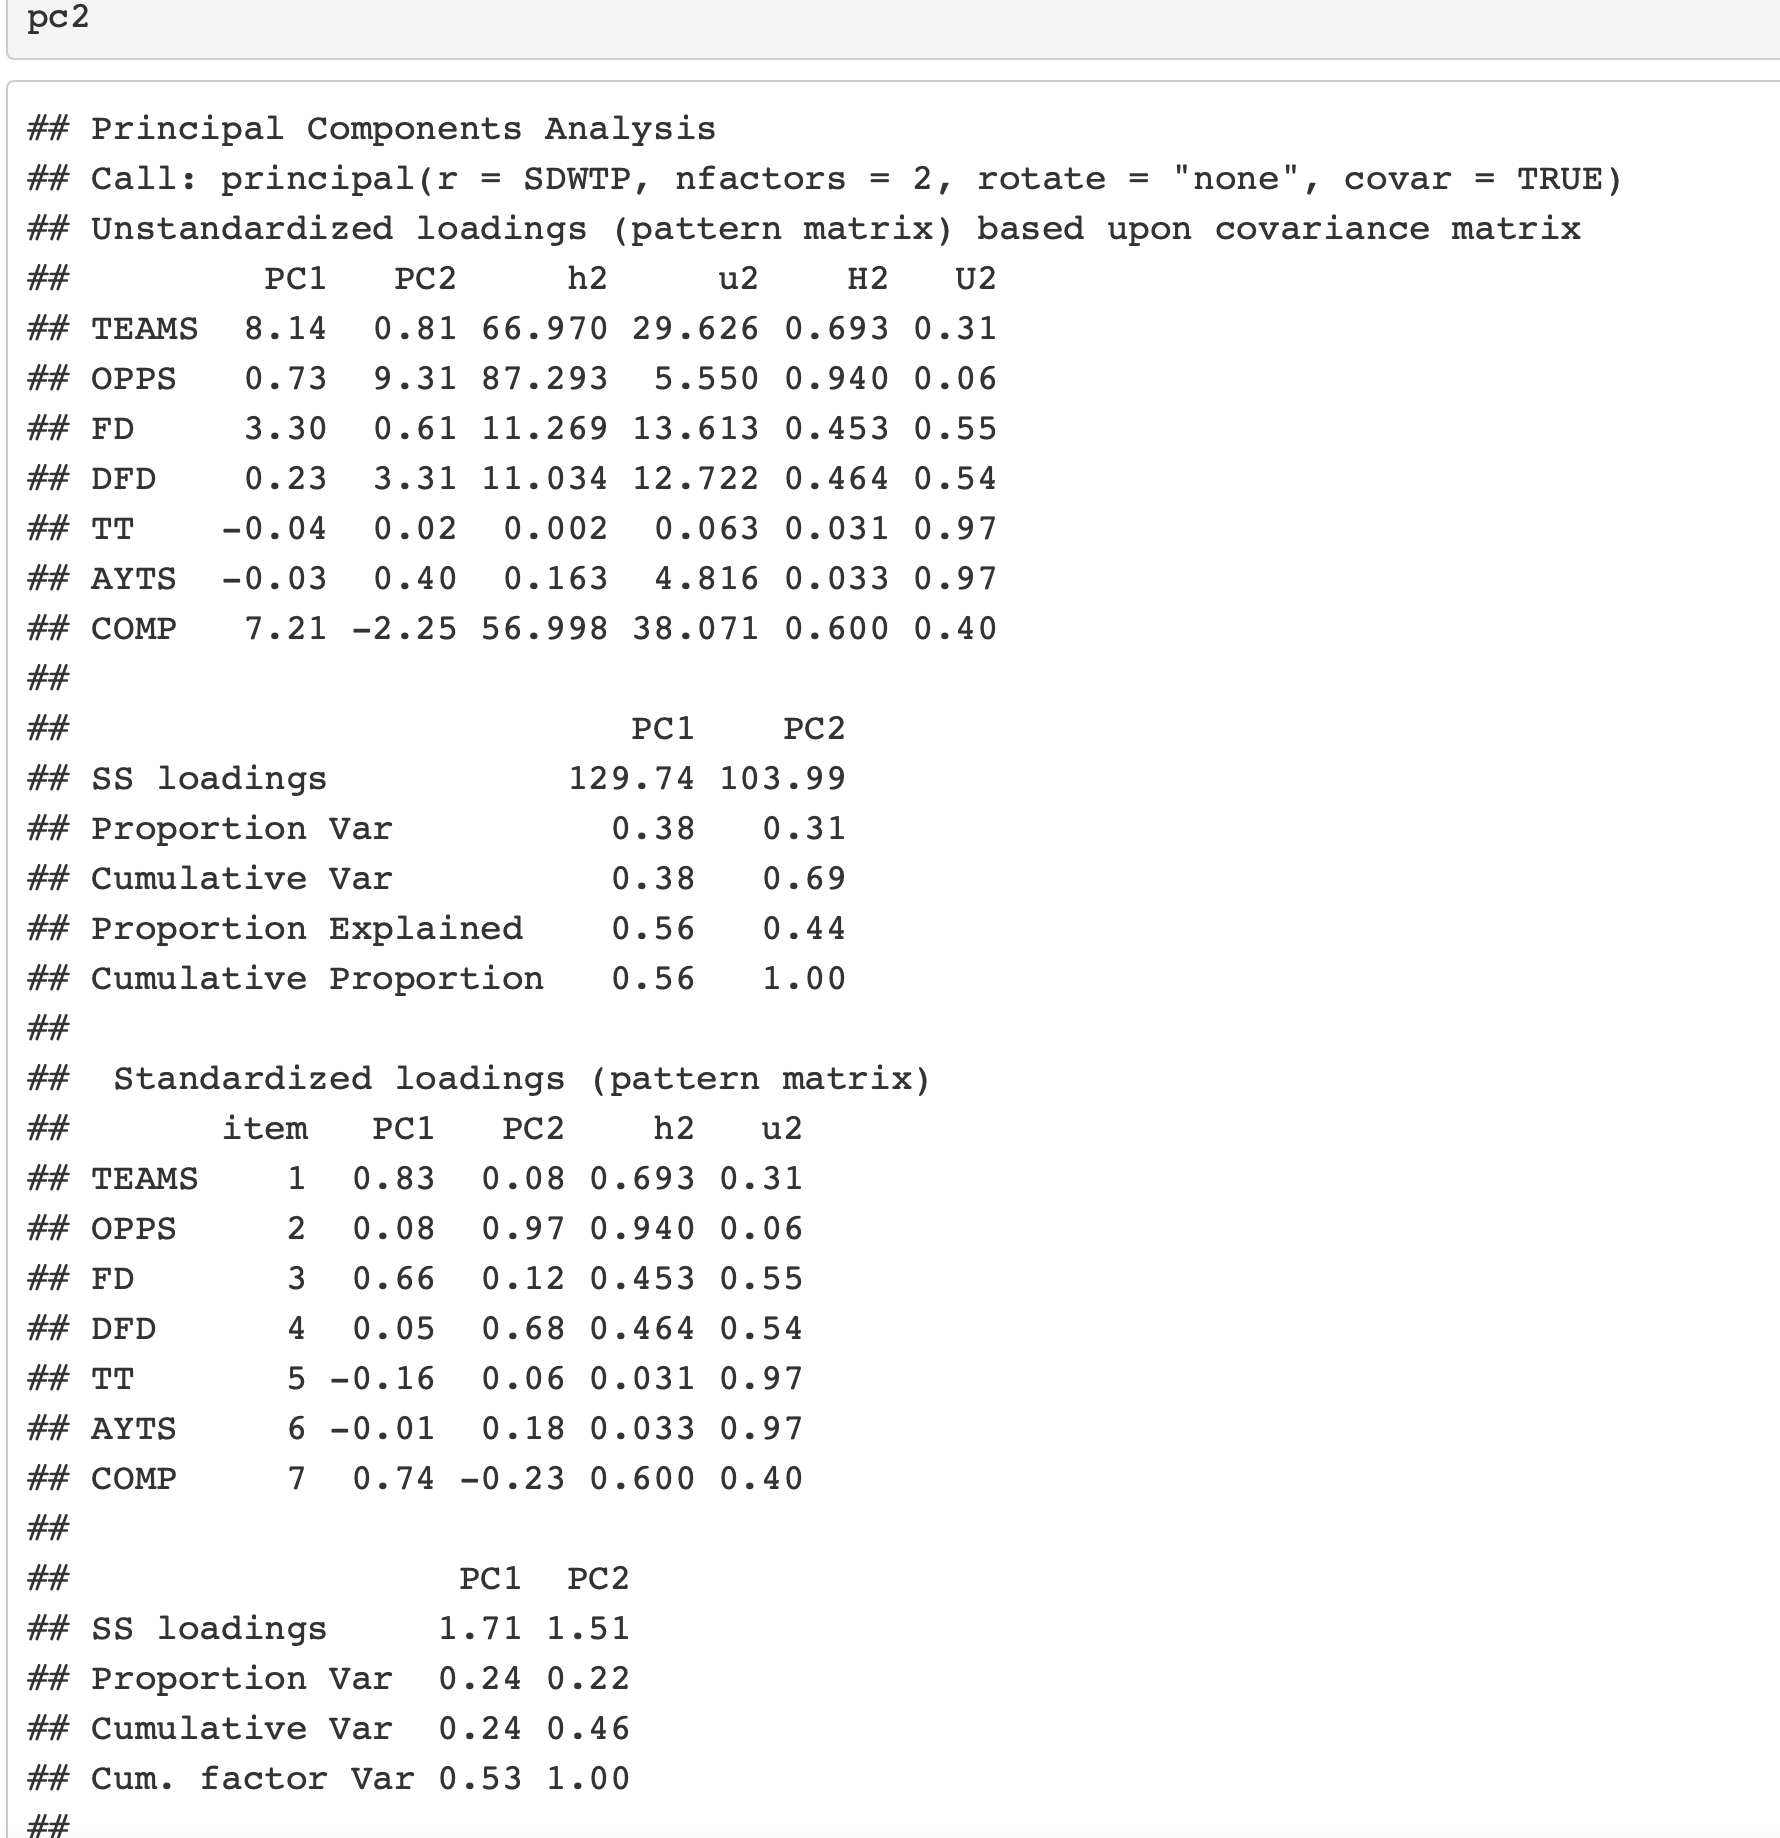 pc2
## Principal Components Analysis
## Call: principal(r = SDWTP, nfactors = 2, rotate = "none", covar = TRUE)
## Unstandardized loadings (pattern matrix) based upon covariance matrix
##         PC1   PC2     h2     u2    H2   U2
## TEAMS  8.14  0.81 66.970 29.626 0.693 0.31
## OPPS   0.73  9.31 87.293  5.550 0.940 0.06
## FD     3.30  0.61 11.269 13.613 0.453 0.55
## DFD    0.23  3.31 11.034 12.722 0.464 0.54
## TT    -0.04  0.02  0.002  0.063 0.031 0.97
## AYTS  -0.03  0.40  0.163  4.816 0.033 0.97
## COMP   7.21 -2.25 56.998 38.071 0.600 0.40
##
##                          PC1    PC2
## SS loadings           129.74 103.99
## Proportion Var          0.38   0.31
## Cumulative Var          0.38   0.69
## Proportion Explained    0.56   0.44
## Cumulative Proportion   0.56   1.00
##
##  Standardized loadings (pattern matrix)
##       item   PC1   PC2    h2   u2
## TEAMS    1  0.83  0.08 0.693 0.31
## OPPS     2  0.08  0.97 0.940 0.06
## FD       3  0.66  0.12 0.453 0.55
## DFD      4  0.05  0.68 0.464 0.54
## TT       5 -0.16  0.06 0.031 0.97
## AYTS     6 -0.01  0.18 0.033 0.97
## COMP     7  0.74 -0.23 0.600 0.40
##
##                  PC1  PC2
## SS loadings     1.71 1.51
## Proportion Var  0.24 0.22
## Cumulative Var  0.24 0.46
## Cum. factor Var 0.53 1.00
##